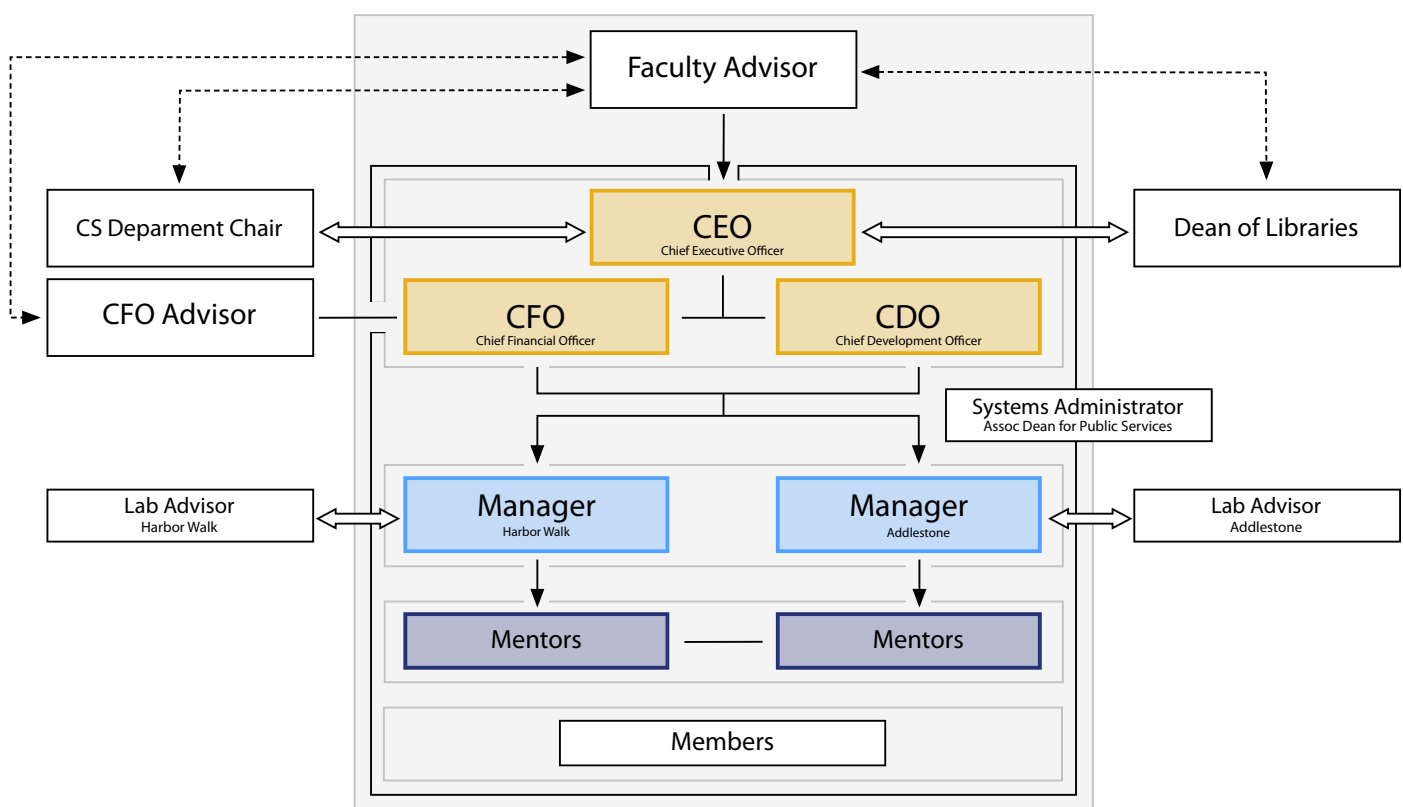 Faculty Advisor
CS Deparment Chair
CEO
Chief Executive Officer
Dean of Libraries
CFO Advisor
CFO
Chief Financial Officer
CDO
Chief Development Officer
Systems Administrator
Assoc Dean for Public Services
Lab Advisor
Harbor Walk
Manager
Harbor Walk
Manager
Addlestone
Lab Advisor
Addlestone
Mentors
Mentors
Members